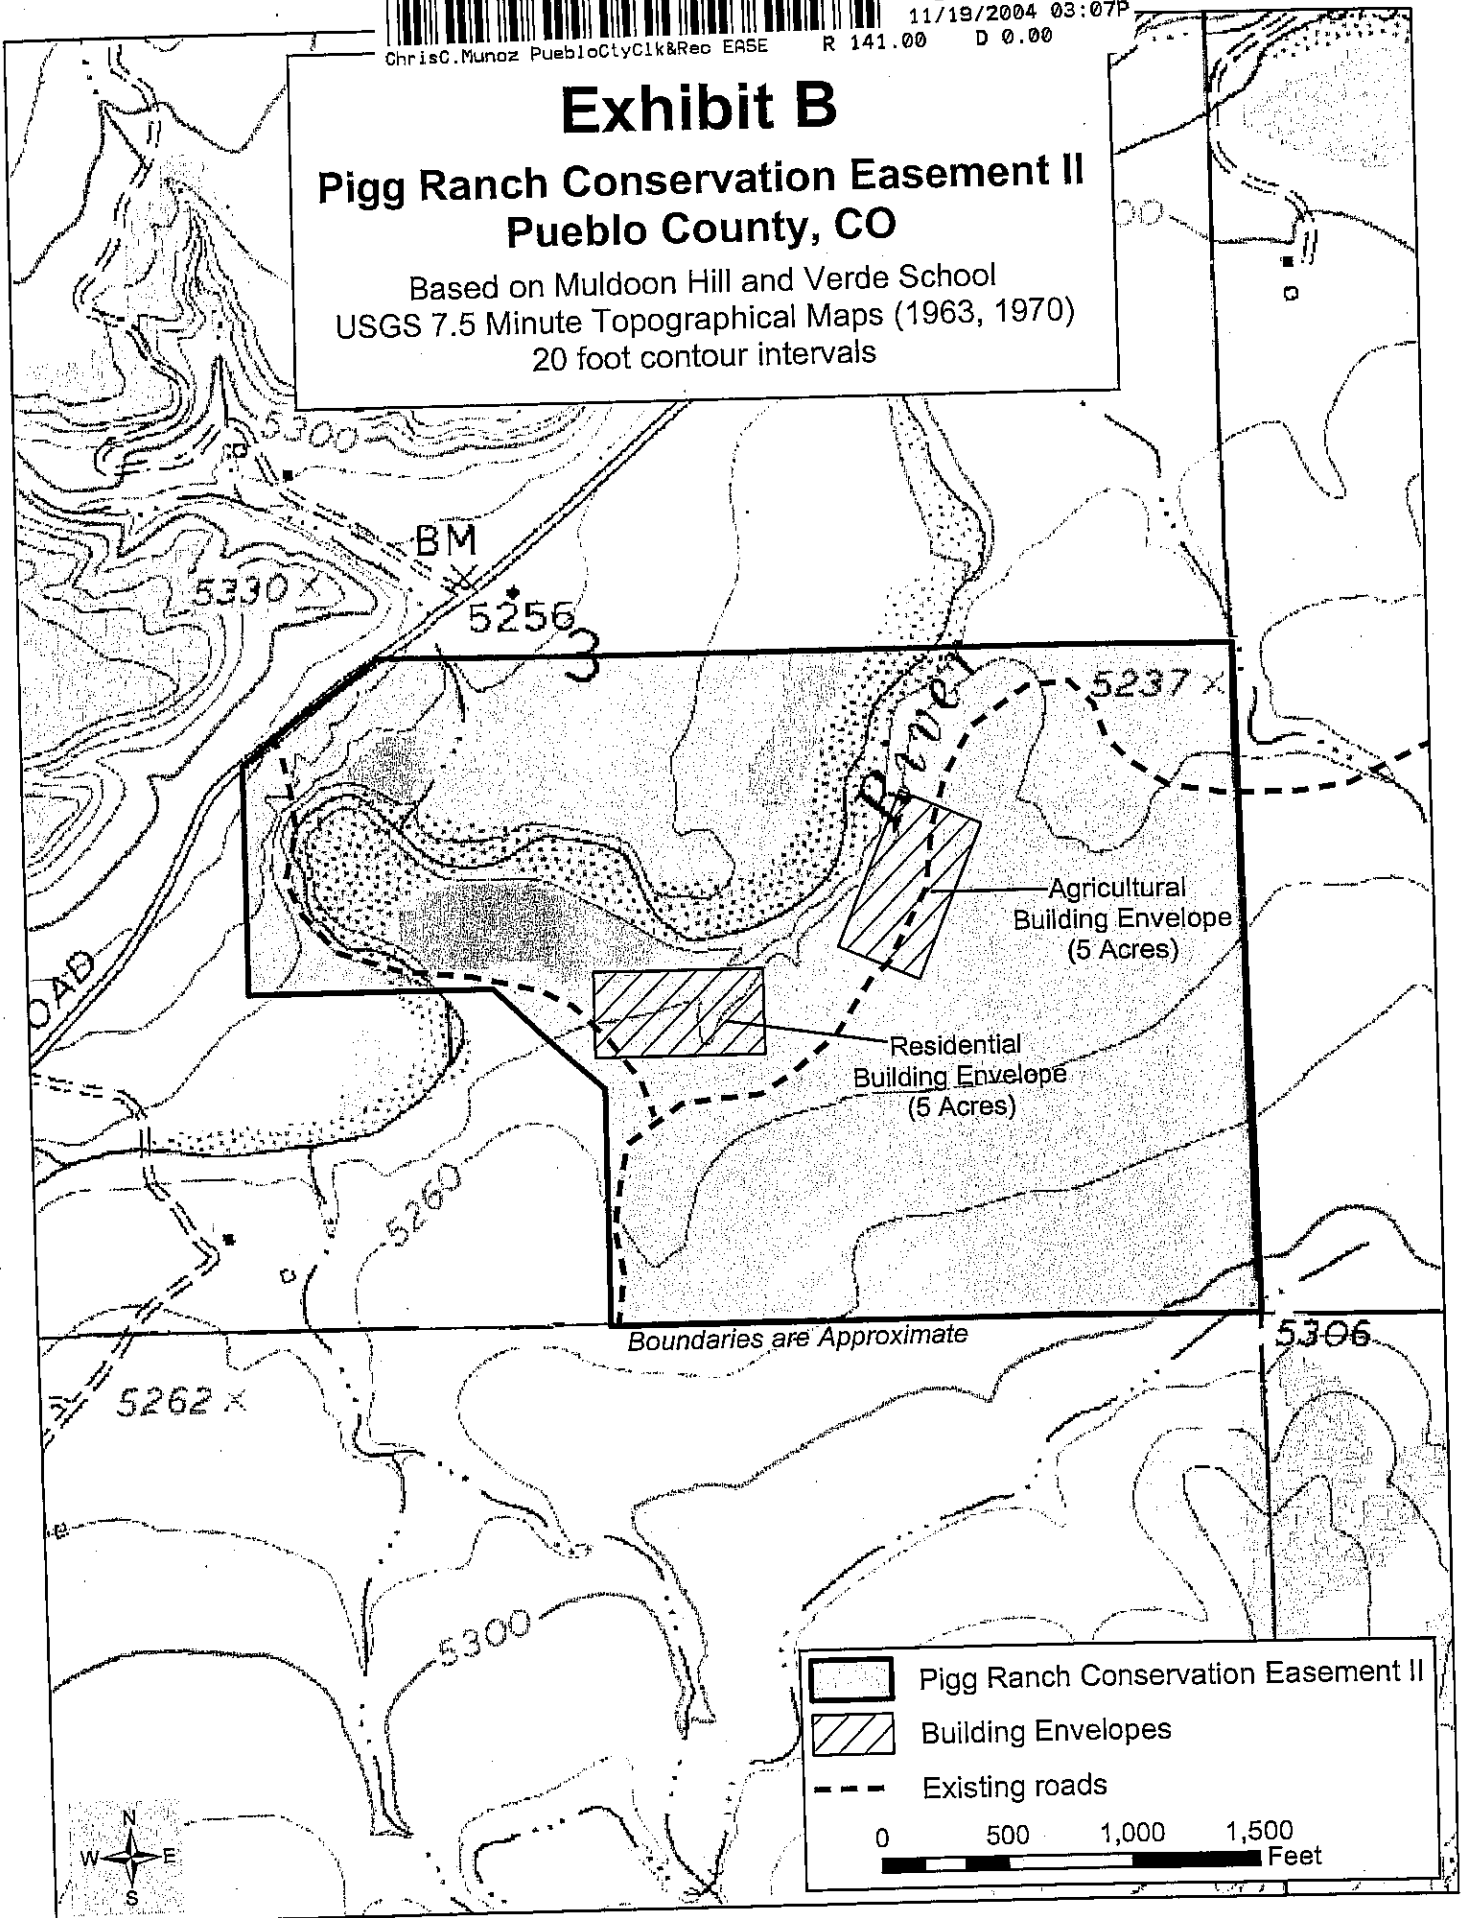 11/19/2004 03:07P
ChrisC.Munoz PuebloCtyClk&Rec EASE R 141.00 D 0.00
Exhibit B
Pigg Ranch Conservation Easement II
Pueblo County, CO
Based on Muldoon Hill and Verde School
USGS 7.5 Minute Topographical Maps (1963, 1970)
20 foot contour intervals
00
5300
BM
5330 ×
5256
3
River
5237 ×
Agricultural
Building Envelope
(5 Acres)
OAD
Residential
Building Envelope
(5 Acres)
5260
Boundaries are Approximate
5306
5262 ×
5300
Pigg Ranch Conservation Easement II
Building Envelopes
Existing roads
0 500 1,000 1,500
Feet
N
W E
S